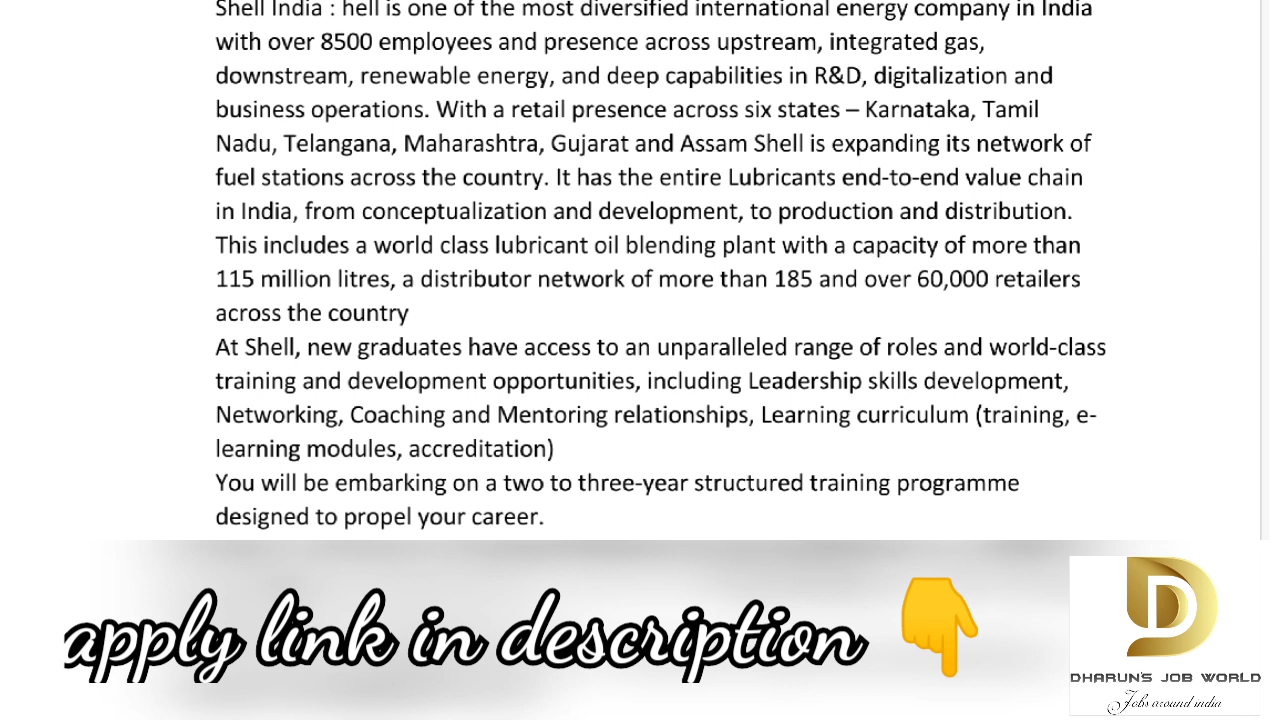 Shell India : hell is one of the most diversified international energy company in India
with over 8500 employees and presence across upstream, integrated gas,
downstream, renewable energy, and deep capabilities in R&D, digitalization and
business operations. With a retail presence across six states – Karnataka, Tamil
Nadu, Telangana, Maharashtra, Gujarat and Assam Shell is expanding its network of
fuel stations across the country. It has the entire Lubricants end-to-end value chain
in India, from conceptualization and development, to production and distribution.
This includes a world class lubricant oil blending plant with a capacity of more than
115 million litres, a distributor network of more than 185 and over 60,000 retailers
across the country
At Shell, new graduates have access to an unparalleled range of roles and world-class
training and development opportunities, including Leadership skills development,
Networking, Coaching and Mentoring relationships, Learning curriculum (training, e-
learning modules, accreditation)
You will be embarking on a two to three-year structured training programme
designed to propel your career.
apply link in description
D
DHARUN'S JOB WORLD
Jobs around india